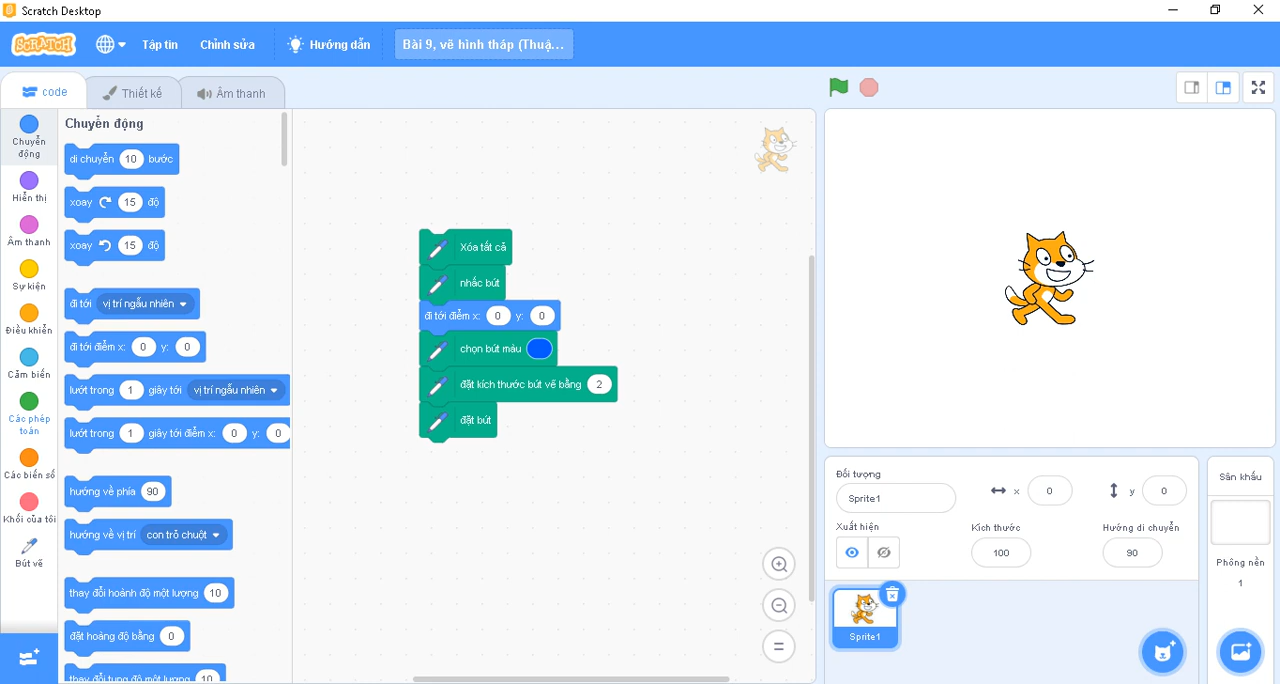 Scratch Desktop
SCRATCH
Tập tin
Chỉnh sửa
Hướng dẫn
Bài 9, vẽ hình tháp (Thuậ...
code
Thiết kế
Âm thanh
Chuyển động
Hiển thị
Âm thanh
Sự kiện
Điều khiển
Cảm biến
Các phép toán
Các biến số
Khối của tôi
Bút vẽ
Chuyển động
di chuyển 10 bước
xoay 15 độ
xoay 15 độ
đi tới vị trí ngẫu nhiên
đi tới điểm x: 0 y: 0
lướt trong 1 giây tới vị trí ngẫu nhiên
lướt trong 1 giây tới điểm x: 0 y: 0
hướng về phía 90
hướng về vị trí con trỏ chuột
thay đổi hoành độ một lượng 10
đặt hoàng độ bằng 0
thay đổi tung độ một lượng 10
Xóa tất cả
nhấc bút
đi tới điểm x: 0 y: 0
chọn bút màu
đặt kích thước bút vẽ bằng 2
đặt bút
Đối tượng
Sprite1
x 0
y 0
Xuất hiện
Kích thước
100
Hướng di chuyển
90
Sprite1
Sân khấu
Phông nền
1